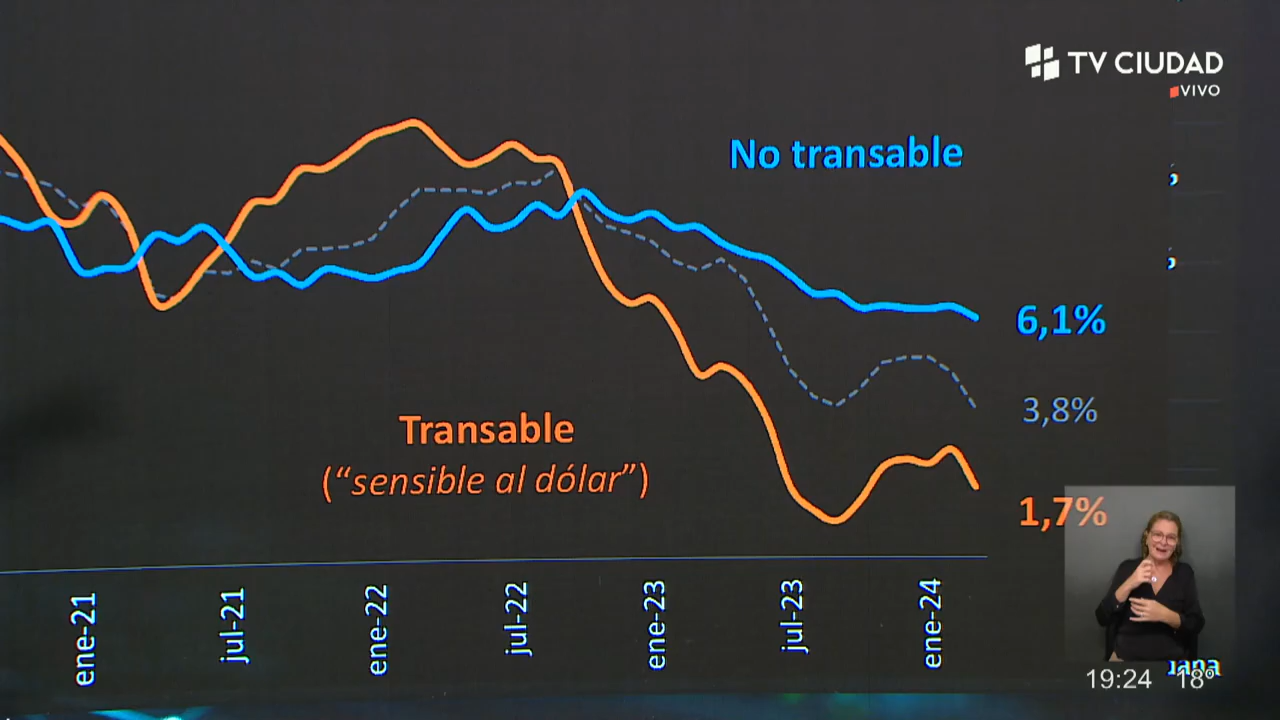 TV CIUDAD
VIVO
No transable
6,1%
3,8%
Transable
("sensible al dólar")
1,7%
ene-21
jul-21
ene-22
jul-22
ene-23
jul-23
ene-24
19:24 18°